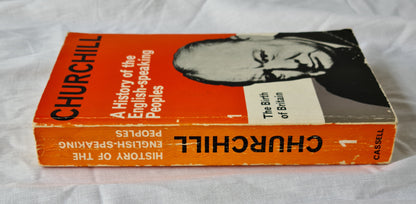 CHURCHILL
A History of the
English-speaking
Peoples
1
The Birth
of Britain
HISTORY OF THE
ENGLISH-SPEAKING
PEOPLES
CHURCHILL
1
CASSELL